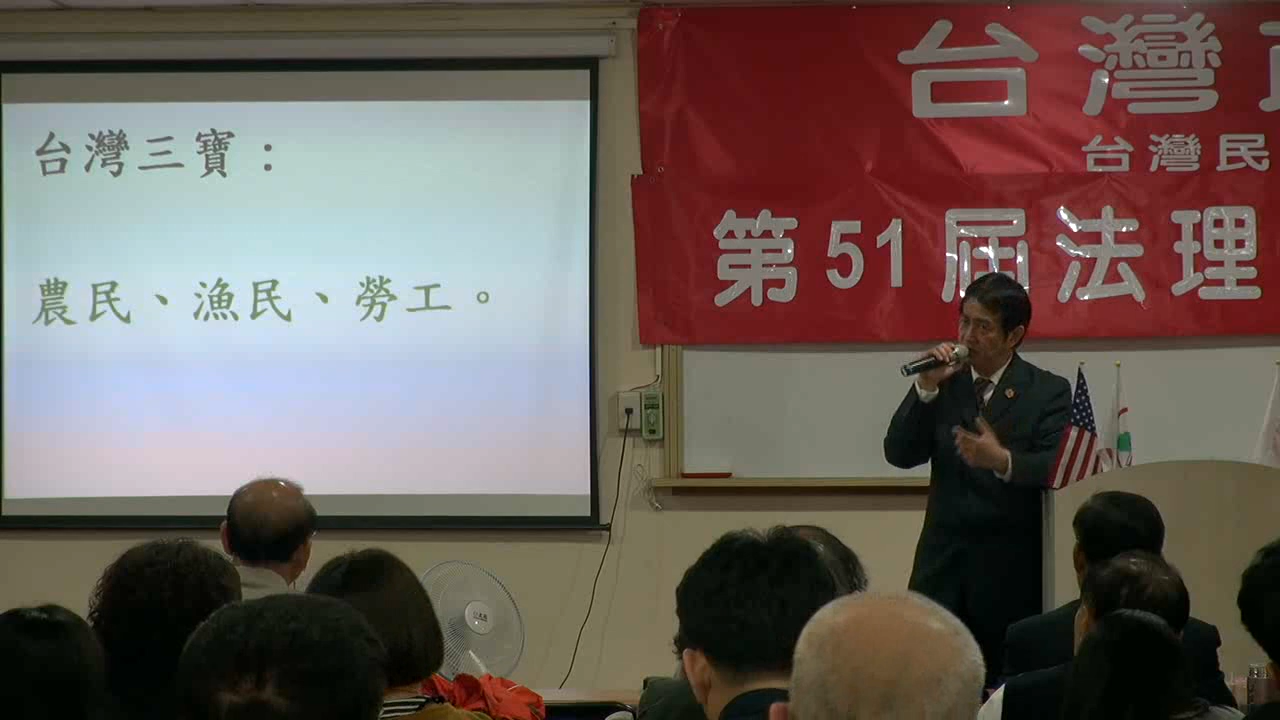 台灣三寶：
農民、漁民、勞工。
台灣
台灣民
第51屆法理